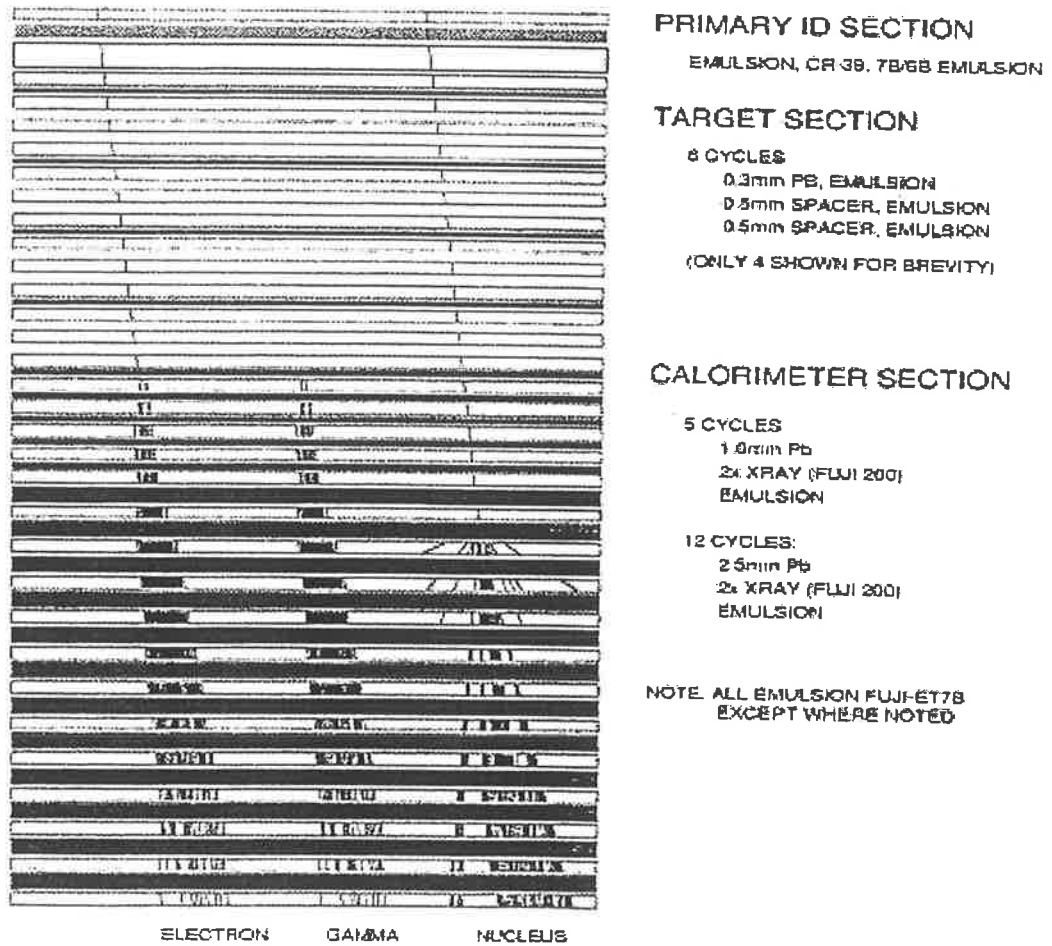 PRIMARY ID SECTION
EMULSION, CR-39, 7B/6B EMULSION
TARGET SECTION
8 CYCLES
0.3mm PB, EMULSION
0.5mm SPACER, EMULSION
0.5mm SPACER, EMULSION
(ONLY 4 SHOWN FOR BREVITY)
CALORIMETER SECTION
5 CYCLES
1.0mm Pb
2x XRAY (FUJI 200)
EMULSION
12 CYCLES:
2.5mm Pb
2x XRAY (FUJI 200)
EMULSION
NOTE. ALL EMULSION FUJI-ET7B
EXCEPT WHERE NOTED
ELECTRON GAMMA NUCLEUS